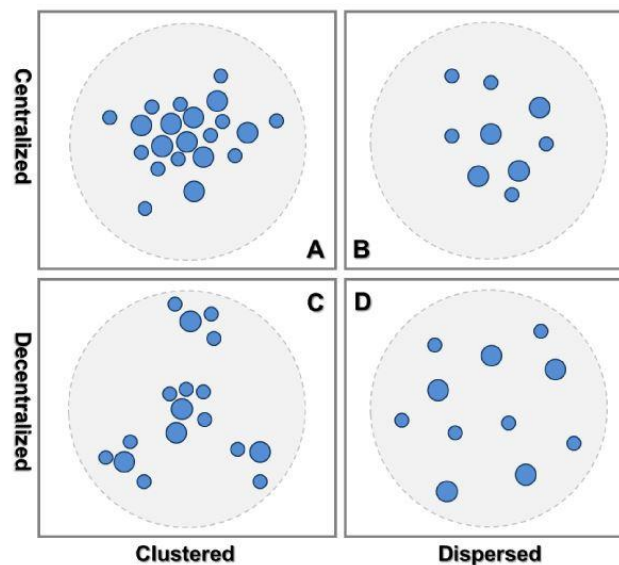 Centralized
A
B
Decentralized
C
D
Clustered
Dispersed